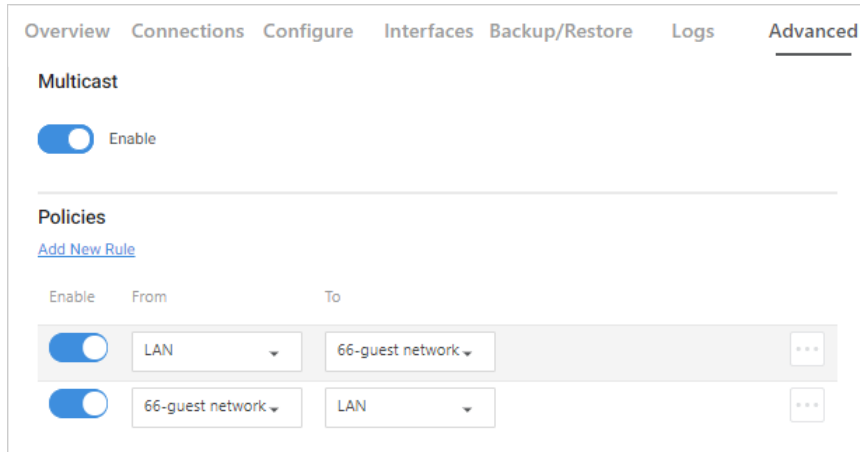 Overview Connections Configure Interfaces Backup/Restore Logs Advanced
Multicast
Enable
Policies
Add New Rule
Enable From To
LAN 66-guest network
66-guest network LAN